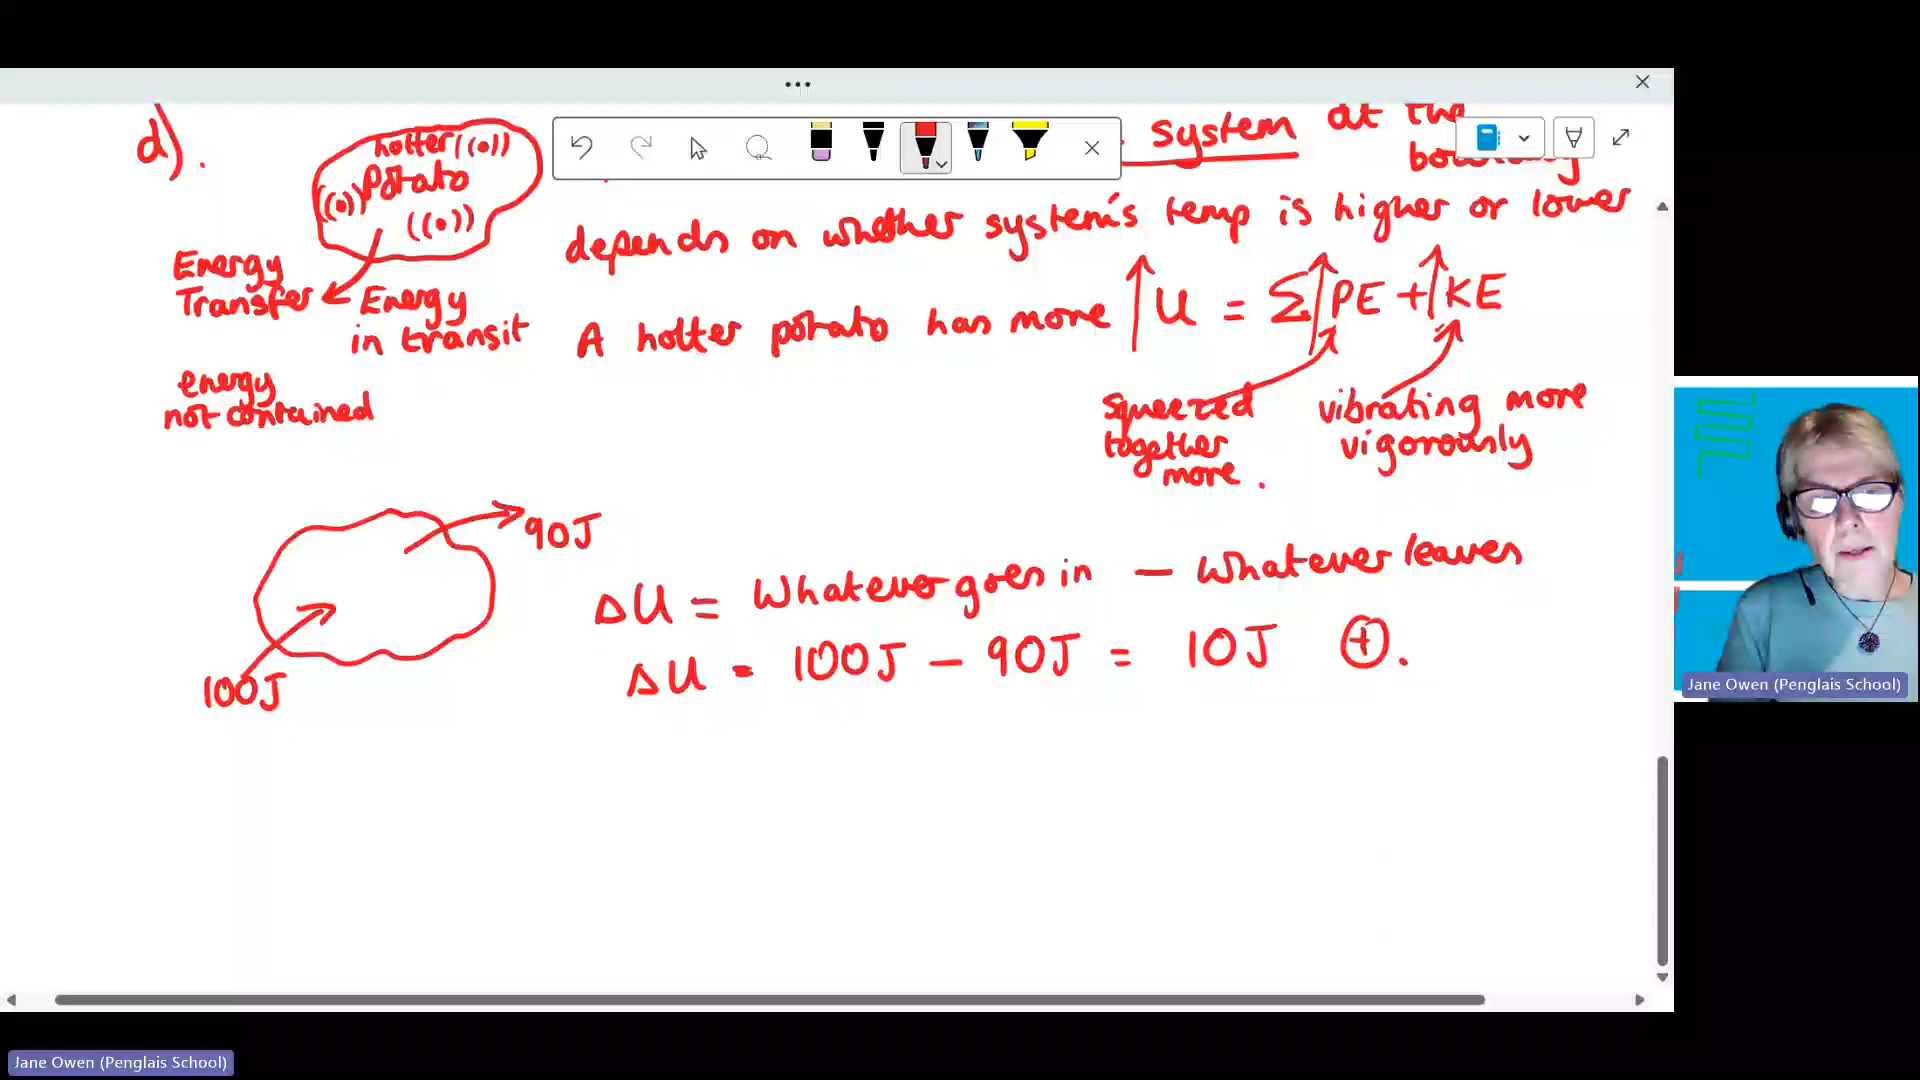 d).
hotter ((o))
Potato
((o))
((o))
system at the
depends on whether system's temp is higher or lower
Energy
Transfer
Energy
in transit
A hotter potato has more U = Σ PE + KE
energy
not contained
squeezed
together
more.
vibrating more
vigorously
90J
100J
ΔU = Whatever goes in — Whatever leaves
ΔU = 100J — 90J = 10J (+).
Jane Owen (Penglais School)
Jane Owen (Penglais School)